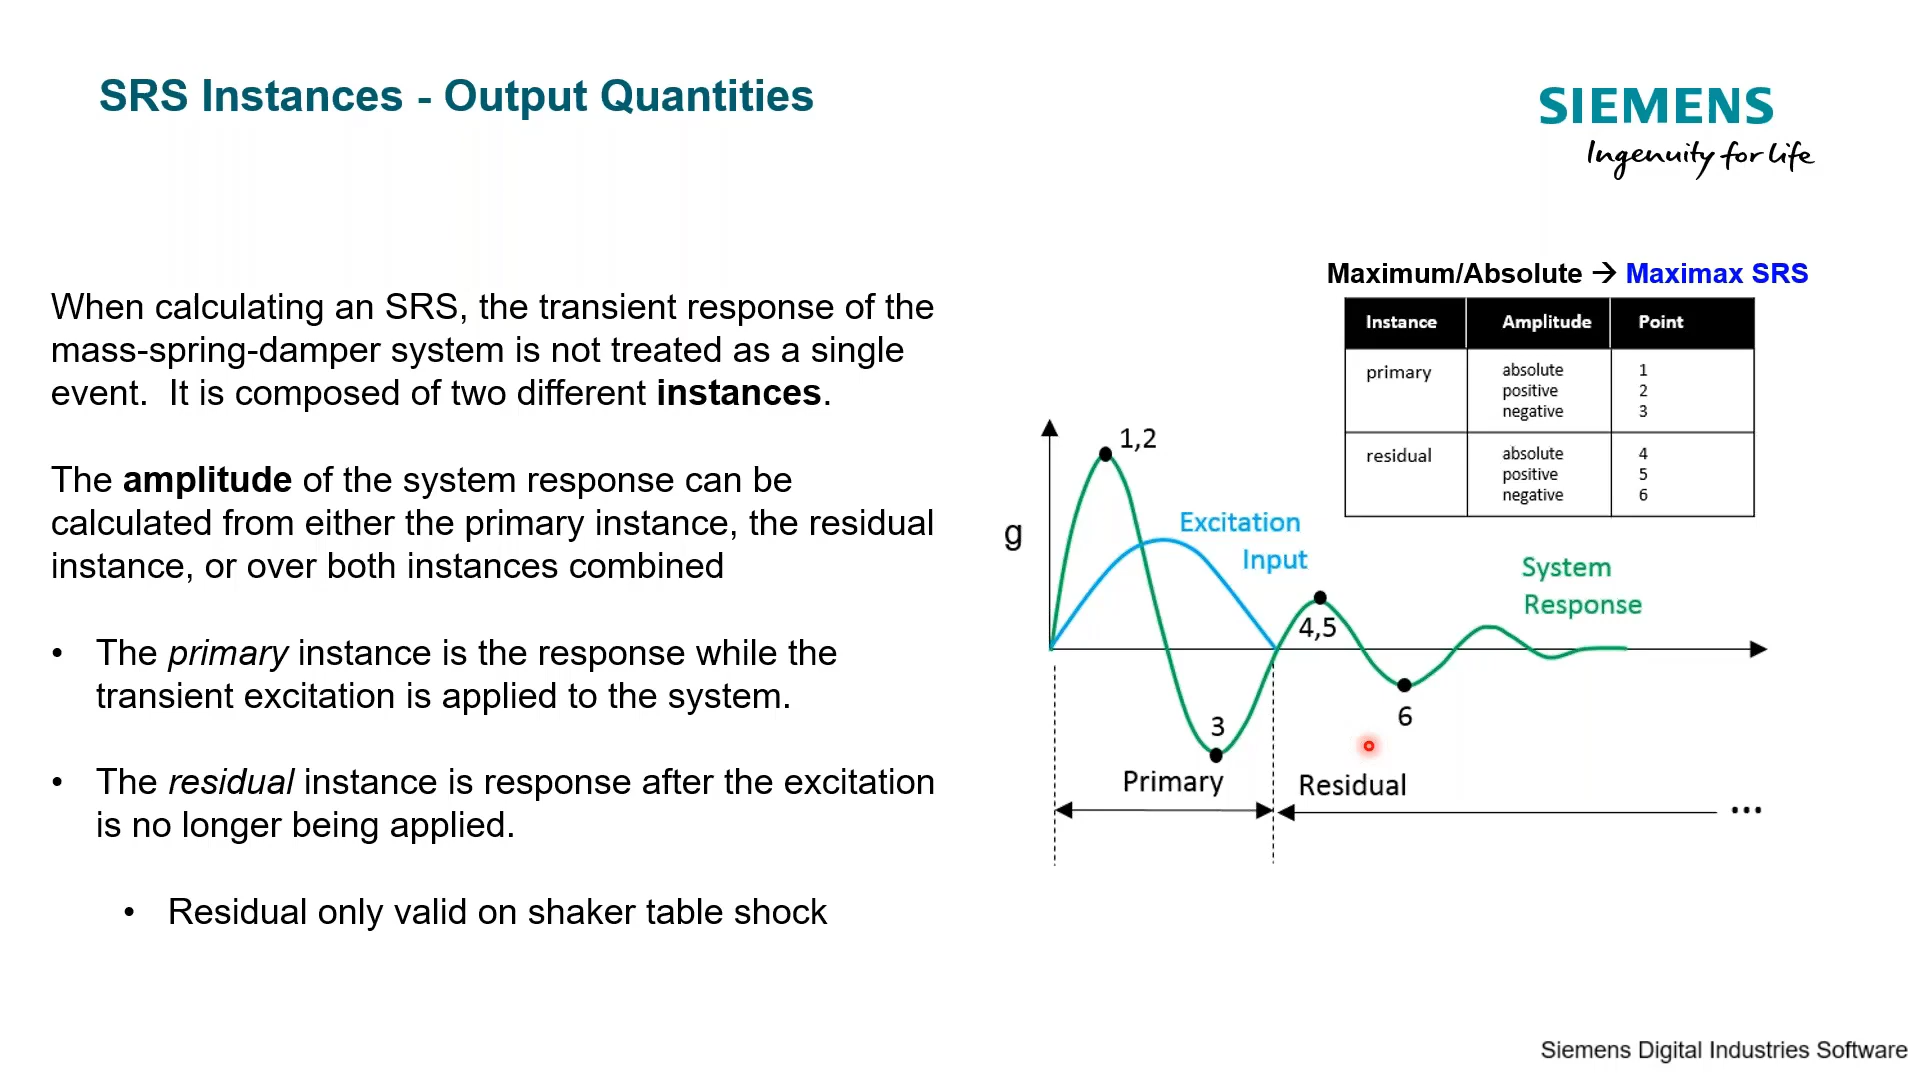 SRS Instances - Output Quantities
SIEMENS
Ingenuity for life
When calculating an SRS, the transient response of the
mass-spring-damper system is not treated as a single
event.  It is composed of two different instances.
The amplitude of the system response can be
calculated from either the primary instance, the residual
instance, or over both instances combined
• The primary instance is the response while the
transient excitation is applied to the system.
• The residual instance is response after the excitation
is no longer being applied.
• Residual only valid on shaker table shock
Maximum/Absolute → Maximax SRS
Instance Amplitude Point
primary absolute 1
positive 2
negative 3
residual absolute 4
positive 5
negative 6
1,2
g
Excitation
Input
System
Response
4,5
3
6
Primary
Residual
...
Siemens Digital Industries Software